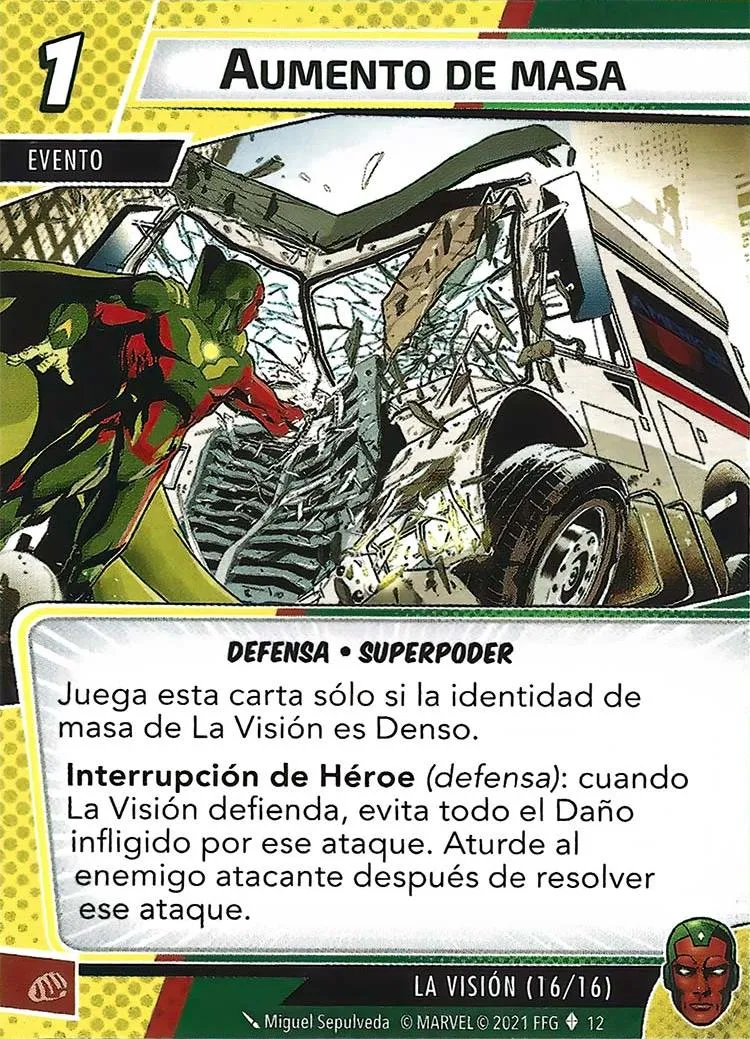 1
AUMENTO DE MASA
EVENTO
DEFENSA • SUPERPODER
Juega esta carta sólo si la identidad de
masa de La Visión es Denso.
Interrupción de Héroe (defensa): cuando
La Visión defienda, evita todo el Daño
infligido por ese ataque. Aturde al
enemigo atacante después de resolver
ese ataque.
LA VISIÓN (16/16)
Miguel Sepulveda © MARVEL © 2021 FFG 12